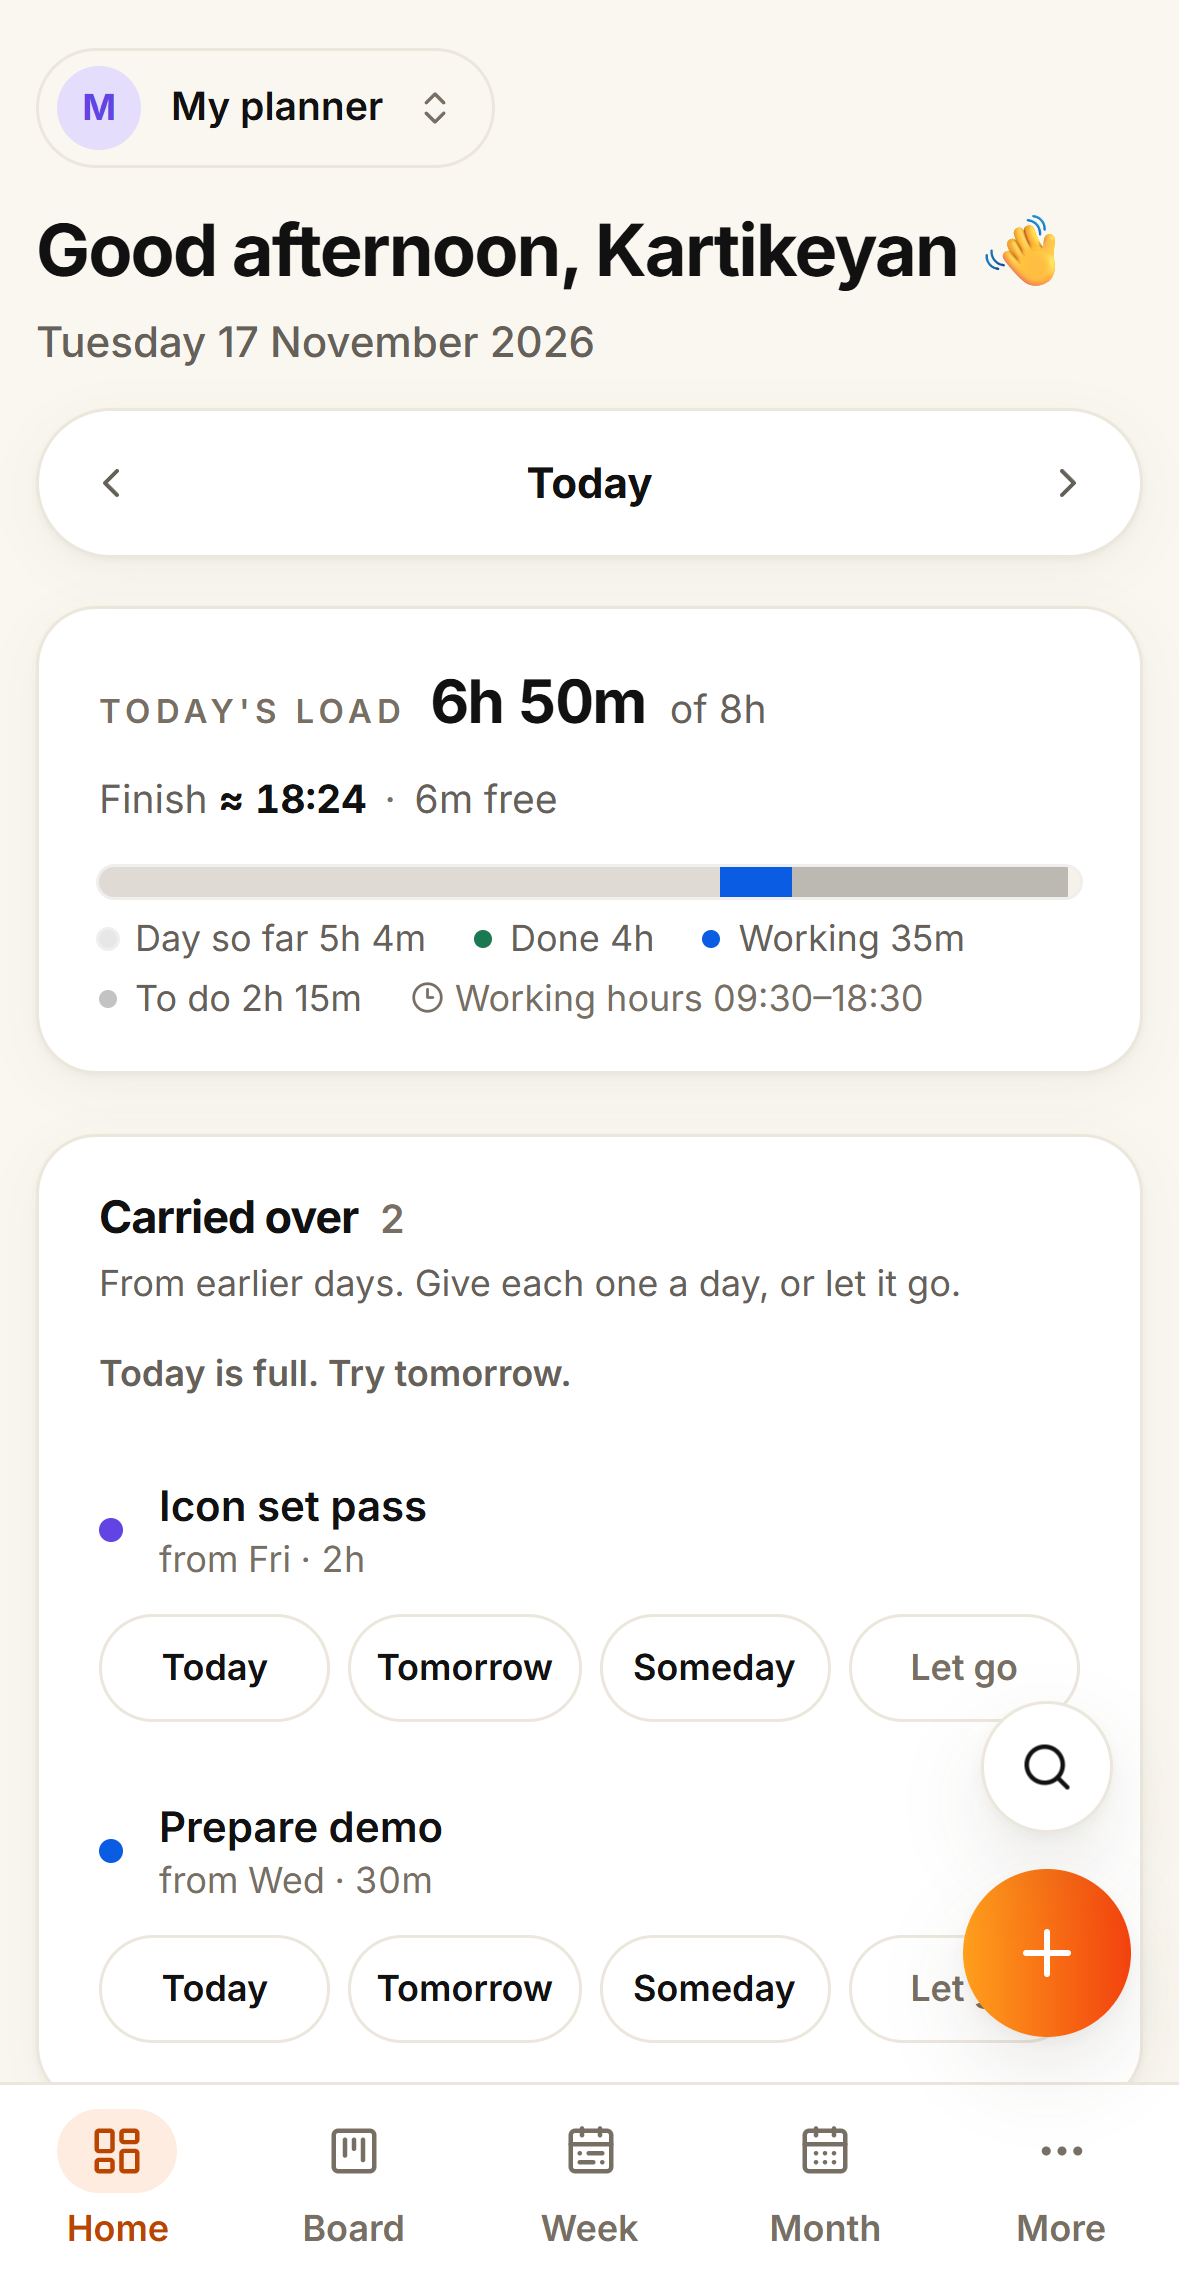 M My planner
Good afternoon, Kartikeyan 👋
Tuesday 17 November 2026
Today
TODAY'S LOAD 6h 50m of 8h
Finish ≈ 18:24 · 6m free
Day so far 5h 4m Done 4h Working 35m
To do 2h 15m Working hours 09:30–18:30
Carried over 2
From earlier days. Give each one a day, or let it go.
Today is full. Try tomorrow.
Icon set pass
from Fri · 2h
Today Tomorrow Someday Let go
Prepare demo
from Wed · 30m
Today Tomorrow Someday Let
Home Board Week Month More